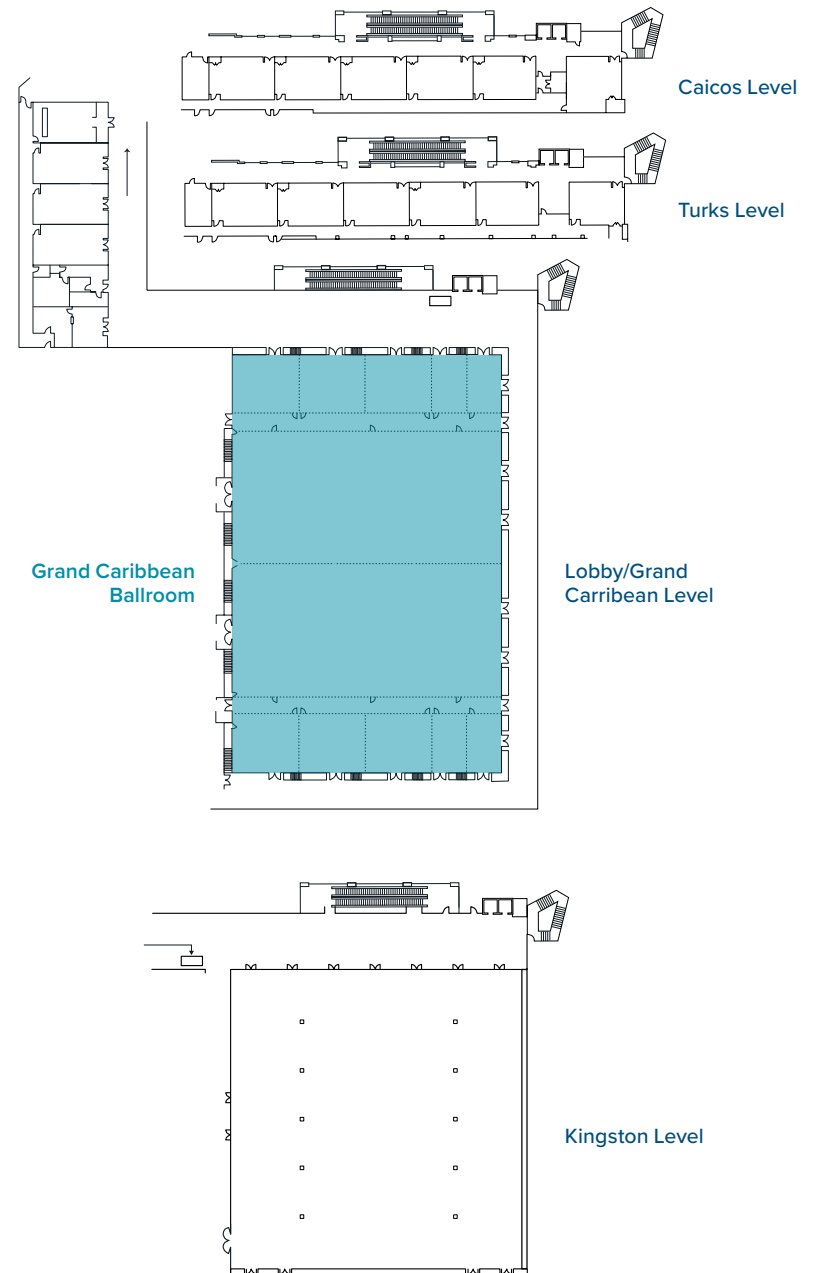 Caicos Level
Turks Level
Grand Caribbean
Ballroom
Lobby/Grand
Carribean Level
Kingston Level